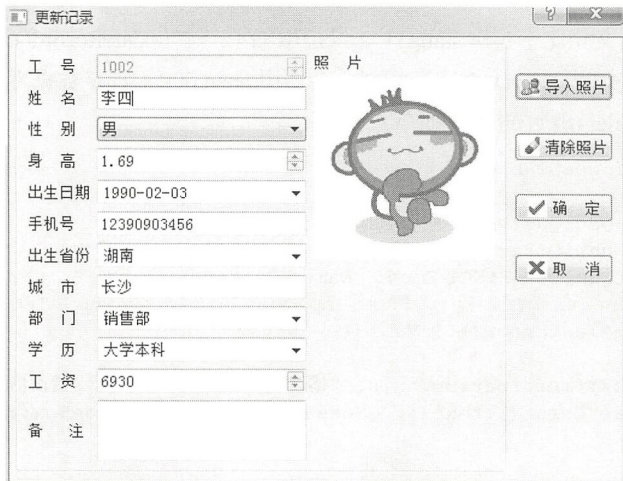 更新记录
工 号 1002
照 片
姓 名 李四
导入照片
性 别 男
清除照片
身 高 1.69
出生日期 1990-02-03
确 定
手机号 12390903456
出生省份 湖南
取 消
城 市 长沙
部 门 销售部
学 历 大学本科
工 资 6930
备 注